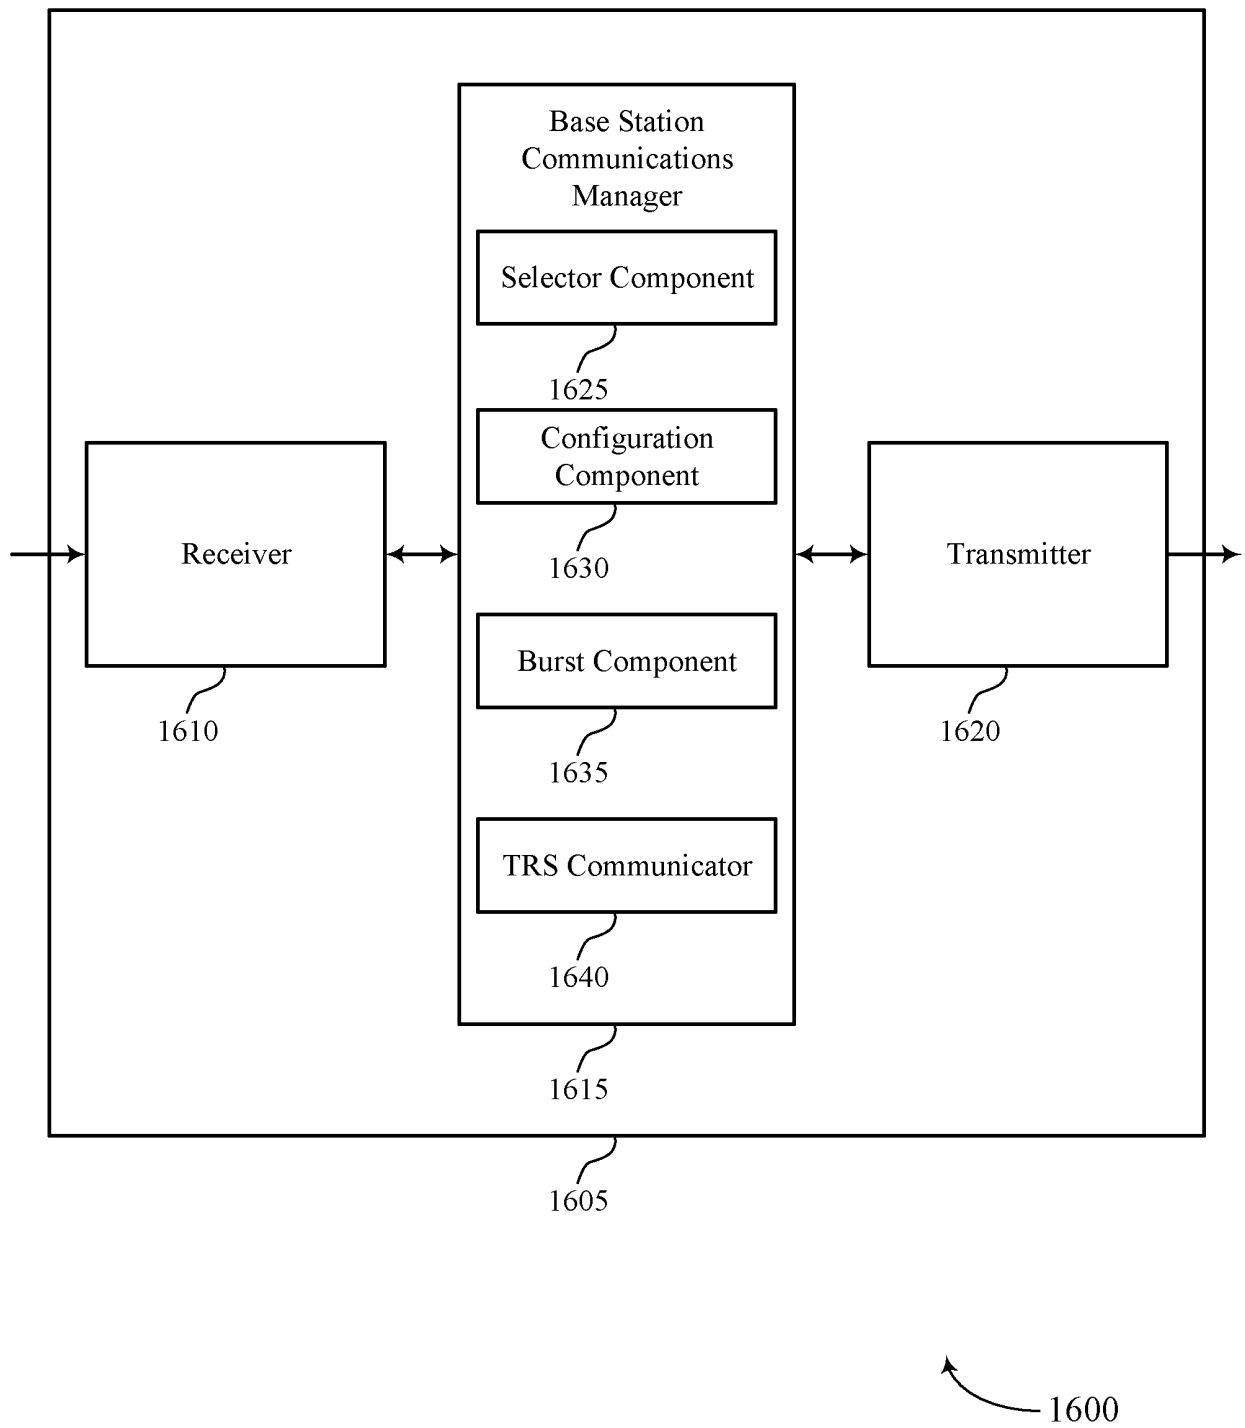 Base Station
Communications
Manager
Selector Component
1625
Configuration
Component
1630
Receiver
1610
Burst Component
1635
Transmitter
1620
TRS Communicator
1640
1615
1605
1600